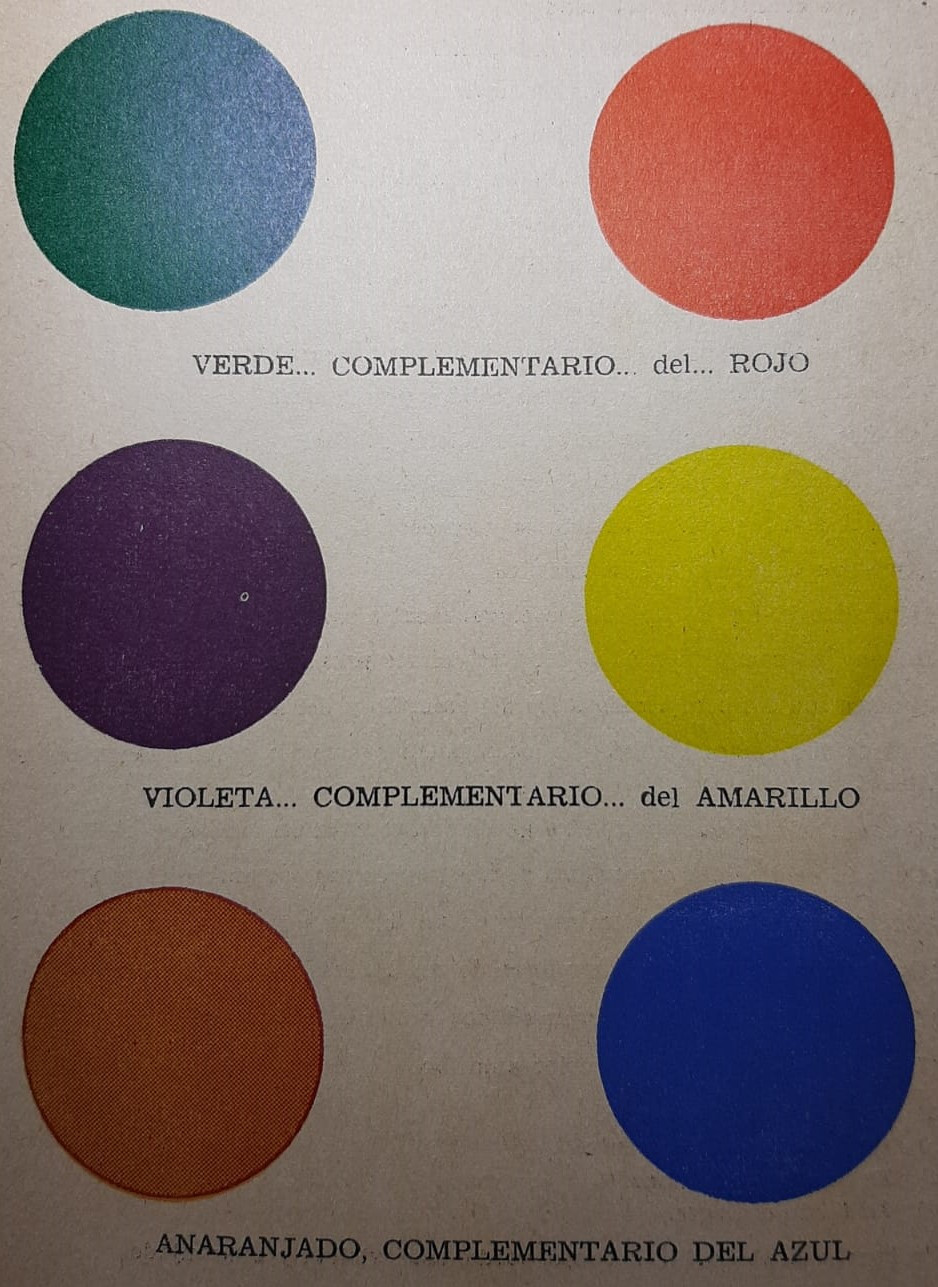 VERDE... COMPLEMENTARIO... del... ROJO
VIOLETA... COMPLEMENTARIO... del AMARILLO
ANARANJADO, COMPLEMENTARIO DEL AZUL